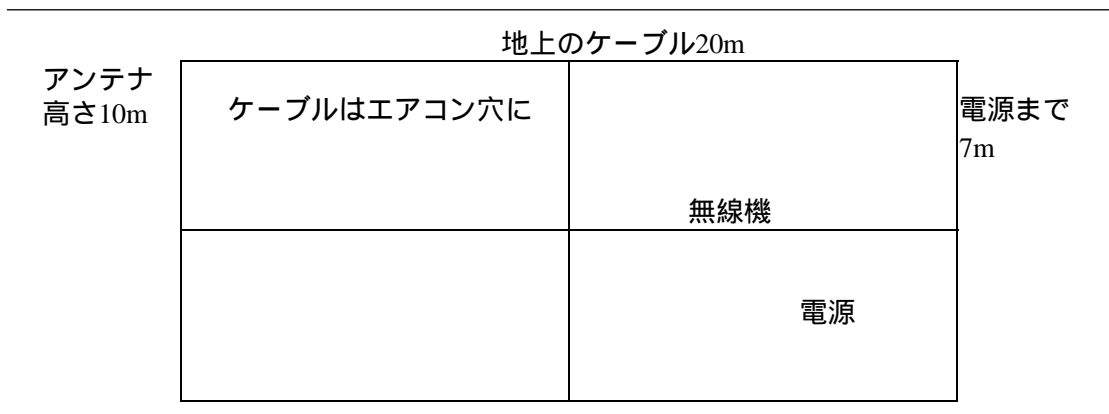 地上のケーブル20m
アンテナ
高さ10m
ケーブルはエアコン穴に
電源まで
7m
無線機
電源